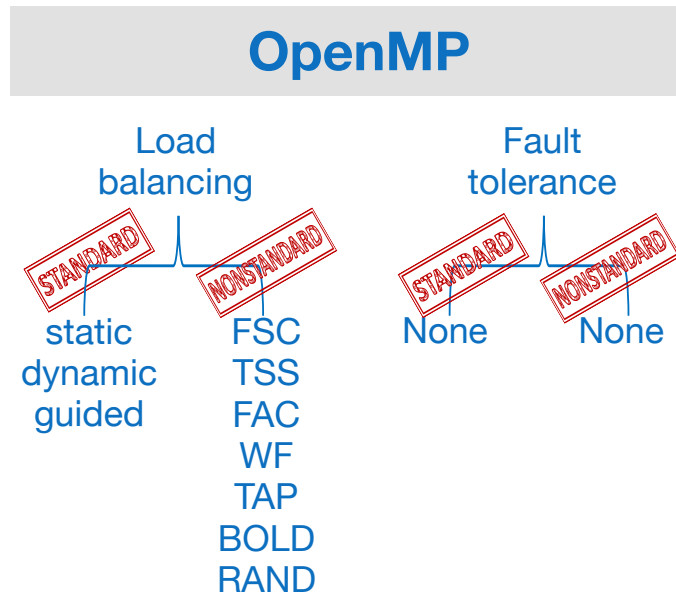 OpenMP
Load
balancing
STANDARD
NONSTANDARD
static
dynamic
guided
FSC
TSS
FAC
WF
TAP
BOLD
RAND
Fault
tolerance
STANDARD
NONSTANDARD
None
None